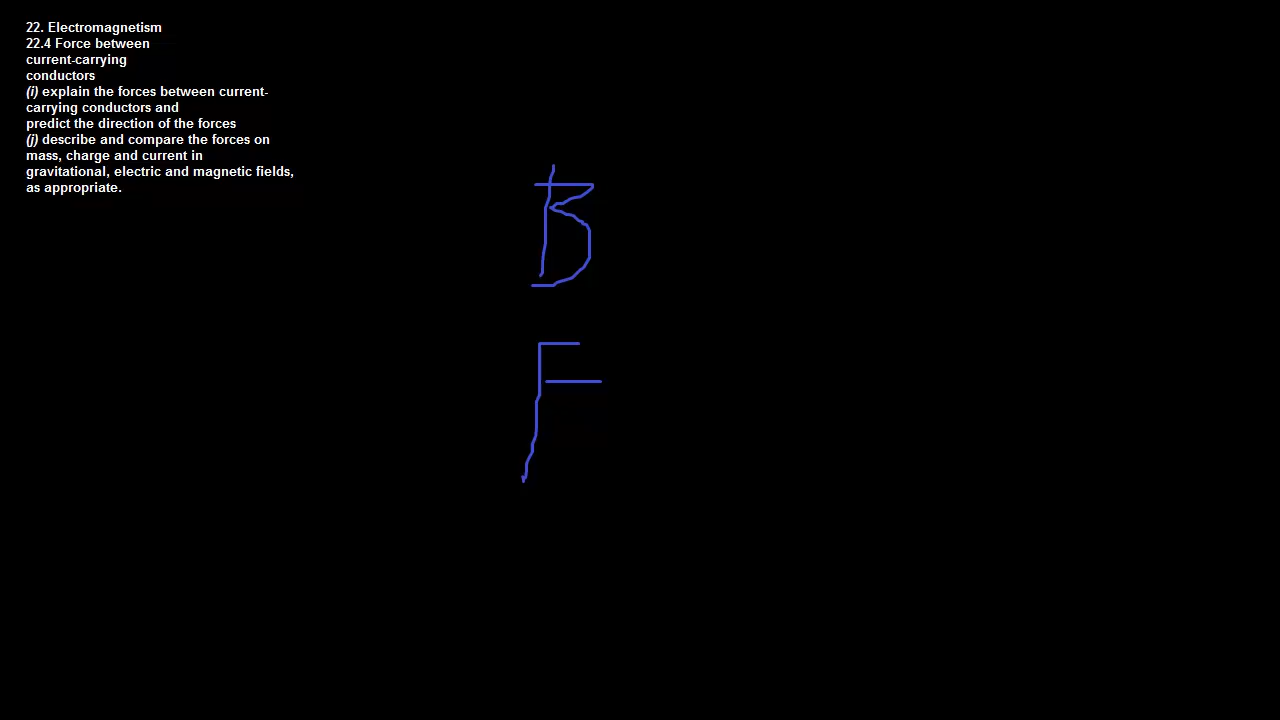 22. Electromagnetism
22.4 Force between
current-carrying
conductors
(i) explain the forces between current-
carrying conductors and
predict the direction of the forces
(j) describe and compare the forces on
mass, charge and current in
gravitational, electric and magnetic fields,
as appropriate.
B
F